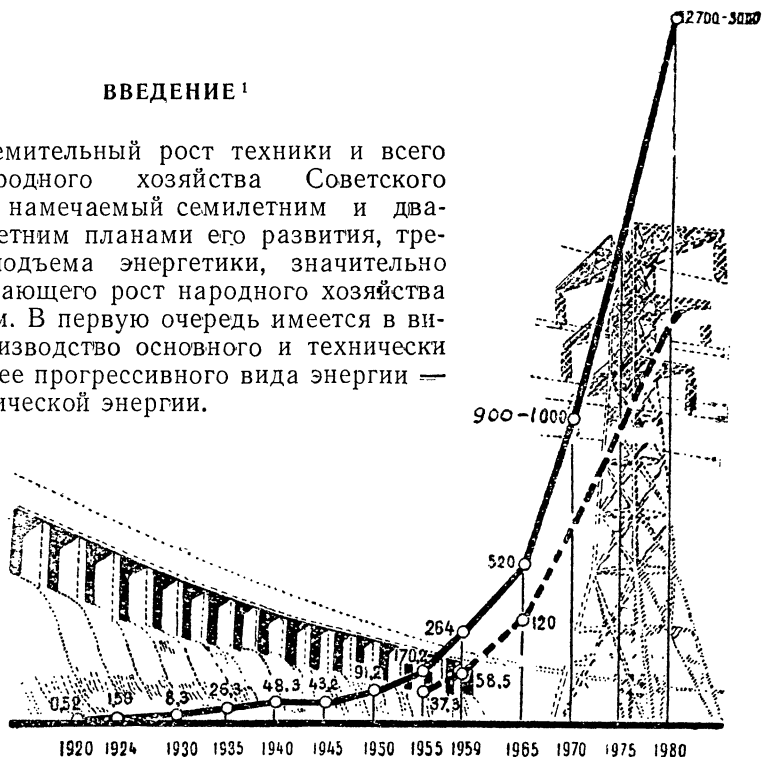 2700-3000
ВВЕДЕНИЕ ¹
емительный рост техники и всего
родного хозяйства Советского
намечаемый семилетним и два-
етним планами его развития, тре-
подъема энергетики, значительно
ающего рост народного хозяйства
м. В первую очередь имеется в ви-
изводство основного и технически
ее прогрессивного вида энергии —
ической энергии.
900-1000
520
264
120
170,2
91,2
58,5
48,3
43,2
37,3
26,3
8,3
0,52
1920 1924 1930 1935 1940 1945 1950 1955 1959 1965 1970 1975 1980